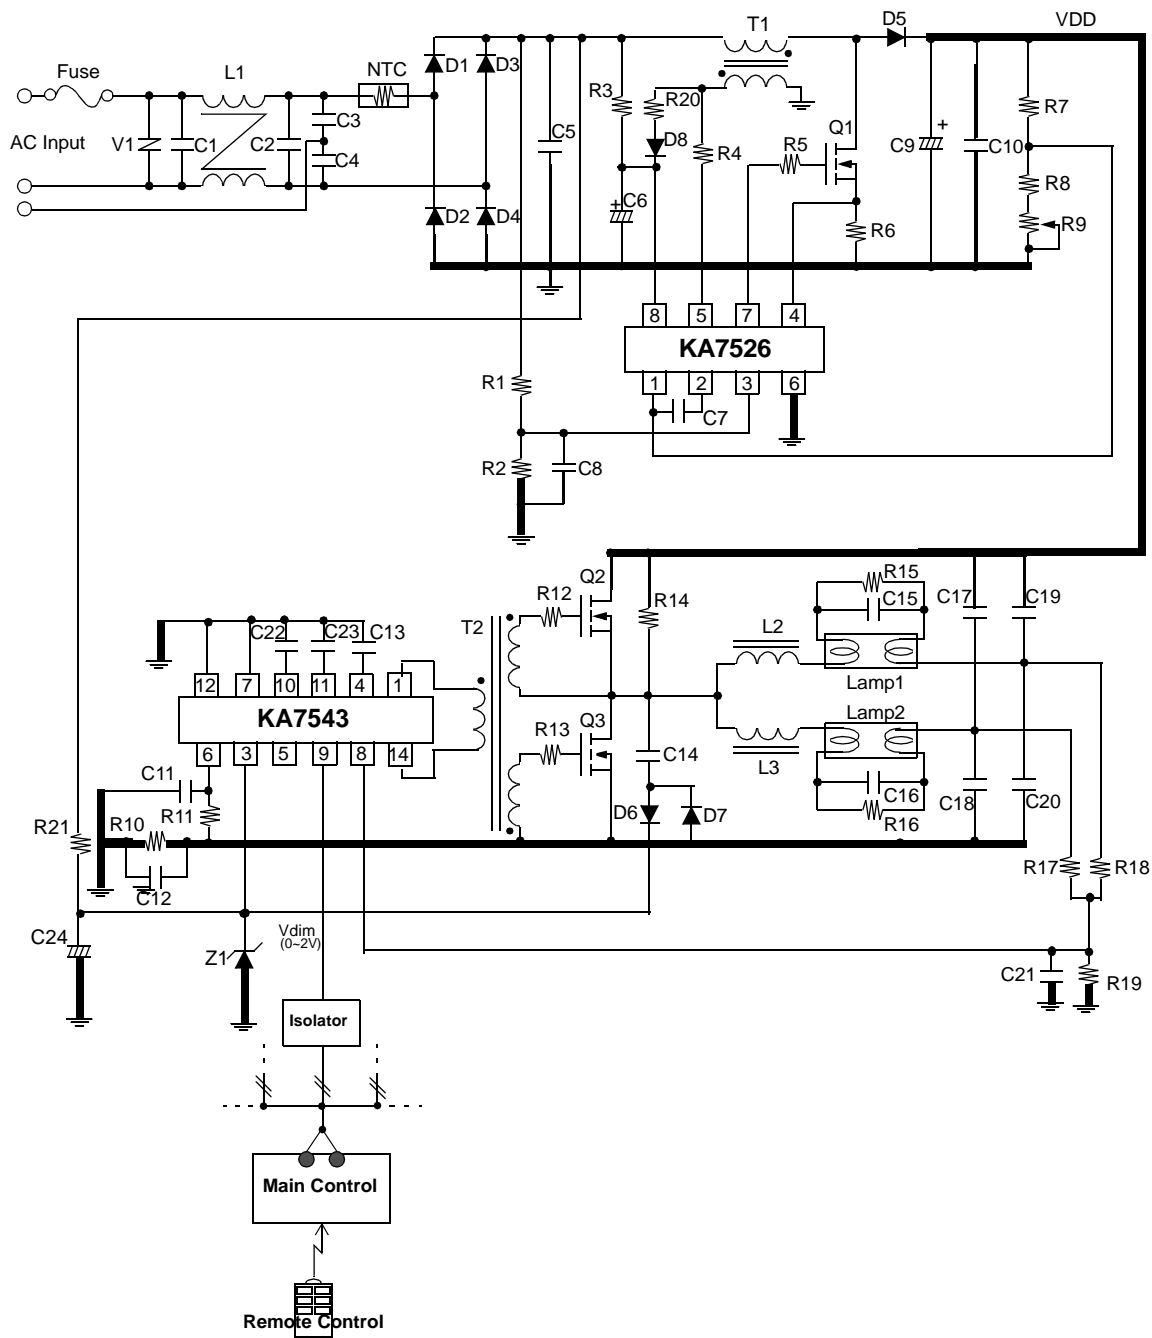 T1
D5
VDD
Fuse
L1
NTC
D1
D3
R3
R20
R7
AC Input
V1
C1
C2
C3
C4
C5
D8
R4
R5
Q1
C9
+
C10
R8
D2
D4
+
C6
R6
R9
8
5
7
4
KA7526
1
2
3
6
R1
C7
R2
C8
Q2
R12
R14
R15
C15
C17
C19
T2
C22
C23
C13
L2
12
7
10
11
4
1
Lamp1
KA7543
Lamp2
Q3
R13
6
3
5
9
8
14
C14
L3
C11
C16
C18
C20
R21
R10
R11
D6
D7
R16
R17
R18
C12
C24
Vdim
(0~2V)
Z1
C21
R19
Isolator
Main Control
Remote Control